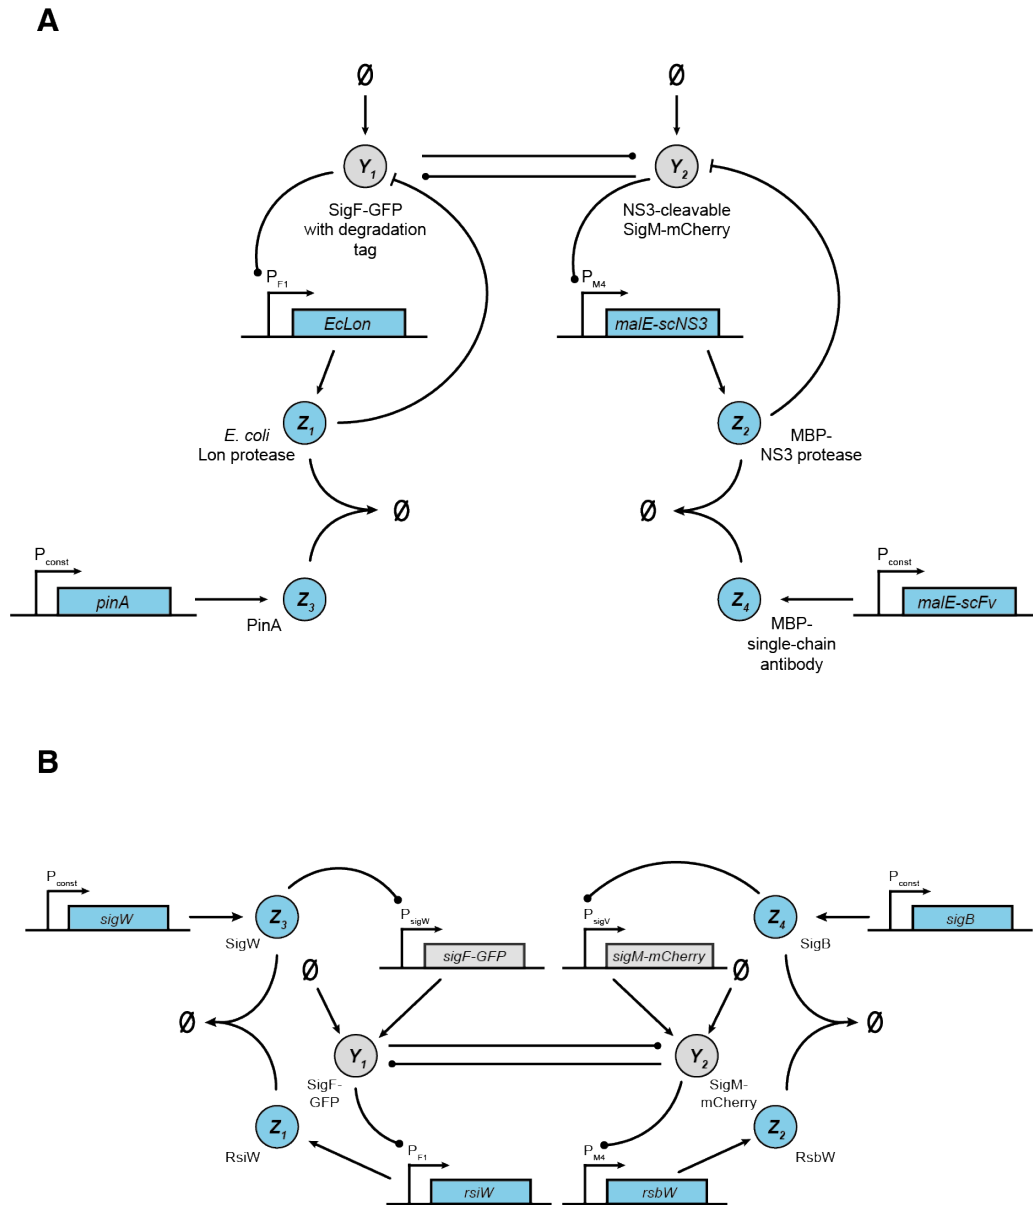 A
Ø Ø
Y1 Y2
SigF-GFP
with degradation
tag
NS3-cleavable
SigM-mCherry
PF1
EcLon
PM4
malE-scNS3
Z1
E. coli
Lon protease
Z2
MBP-
NS3 protease
Ø Ø
Pconst
pinA
Z3
PinA
Z4
MBP-
single-chain
antibody
Pconst
malE-scFv
B
Pconst
sigW
Z3
SigW
PsigW
sigF-GFP
PsigV
sigM-mCherry
Z4
SigB
Pconst
sigB
Ø Ø
Ø Ø
Y1
SigF-
GFP
Y2
SigM-
mCherry
Z1
RsiW
Z2
RsbW
PF1
rsiW
PM4
rsbW